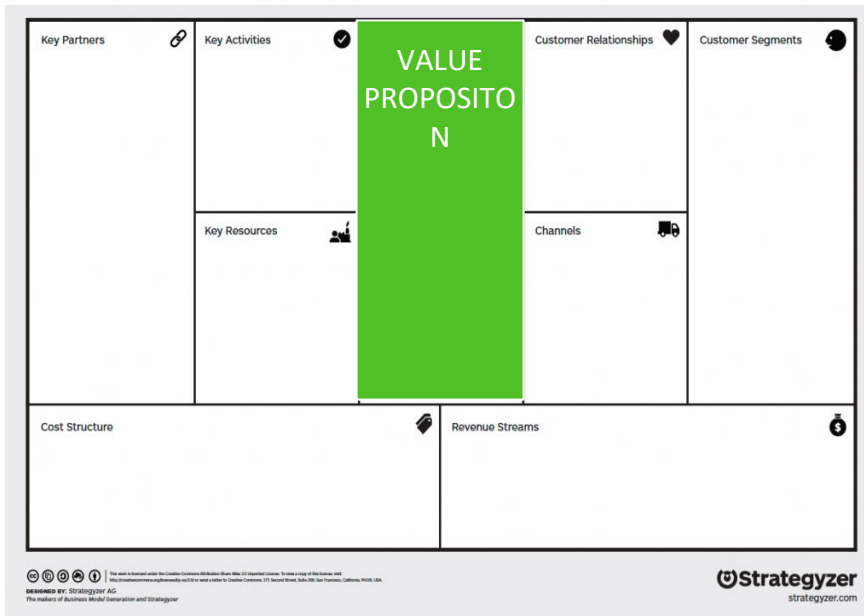 Key Partners
Key Activities
VALUE
PROPOSITO
N
Customer Relationships
Customer Segments
Key Resources
Channels
Cost Structure
Revenue Streams
DESIGNED BY: Strategyzer AG
The makers of Business Model Generation and Strategyzer
Strategyzer
strategyzer.com